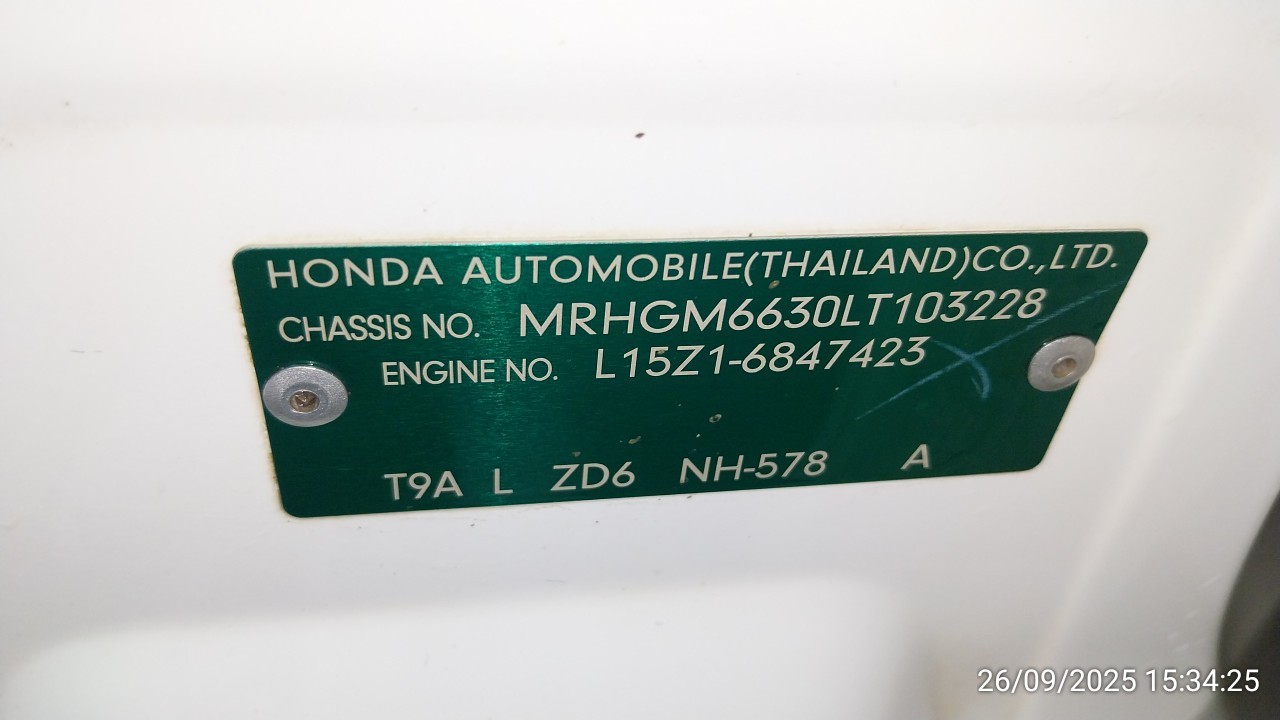 HONDA AUTOMOBILE(THAILAND)CO.,LTD.
CHASSIS NO. MRHGM6630LT103228
ENGINE NO. L15Z1-6847423
T9A L ZD6 NH-578 A
26/09/2025 15:34:25